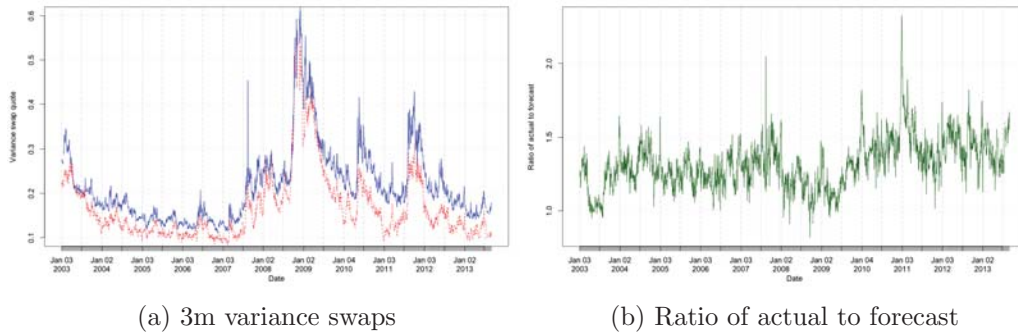 Variance swap quote
0.6
0.5
0.4
0.3
0.2
0.1
Jan 03 Jan 02 Jan 03 Jan 03 Jan 03 Jan 02 Jan 02 Jan 04 Jan 03 Jan 03 Jan 02
2003 2004 2005 2006 2007 2008 2009 2010 2011 2012 2013
Date
(a) 3m variance swaps
Ratio of actual to forecast
2.0
1.5
1.0
Jan 03 Jan 02 Jan 03 Jan 03 Jan 03 Jan 02 Jan 02 Jan 04 Jan 03 Jan 03 Jan 02
2003 2004 2005 2006 2007 2008 2009 2010 2011 2012 2013
Date
(b) Ratio of actual to forecast